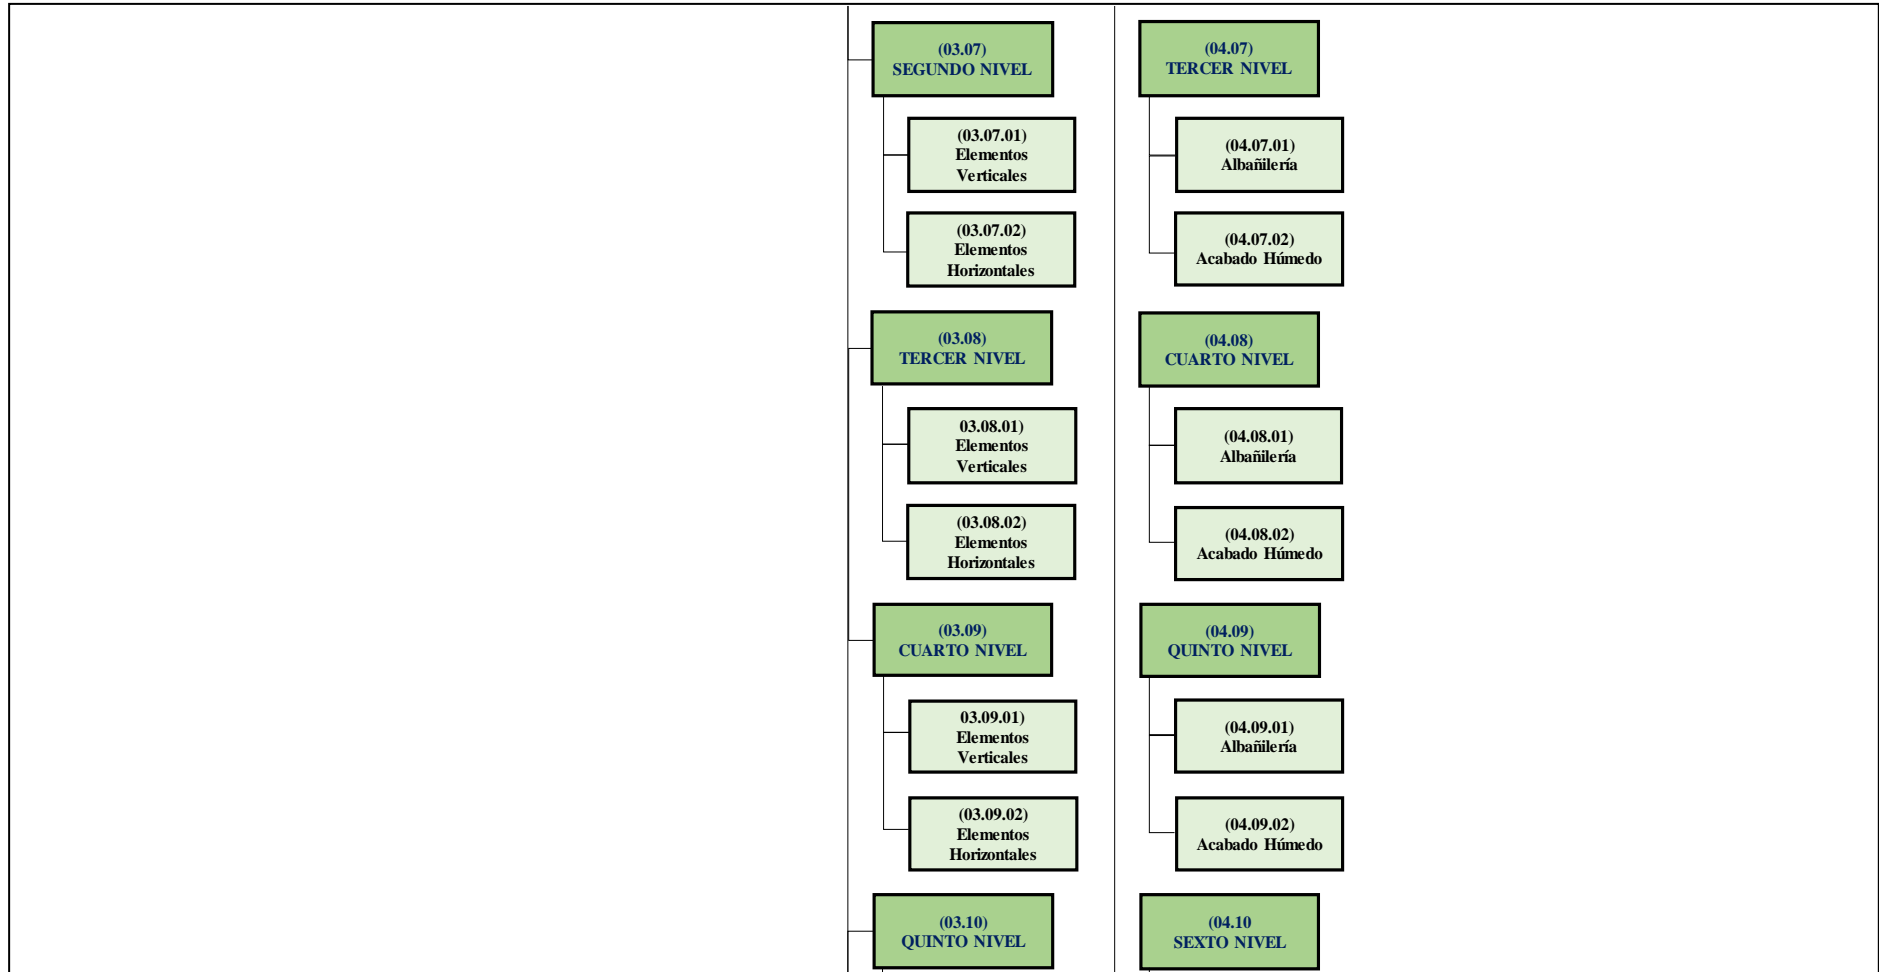 (03.07)
SEGUNDO NIVEL
(03.07.01)
Elementos
Verticales
(03.07.02)
Elementos
Horizontales
(03.08)
TERCER NIVEL
03.08.01)
Elementos
Verticales
(03.08.02)
Elementos
Horizontales
(03.09)
CUARTO NIVEL
03.09.01)
Elementos
Verticales
(03.09.02)
Elementos
Horizontales
(03.10)
QUINTO NIVEL
(04.07)
TERCER NIVEL
(04.07.01)
Albañilería
(04.07.02)
Acabado Húmedo
(04.08)
CUARTO NIVEL
(04.08.01)
Albañilería
(04.08.02)
Acabado Húmedo
(04.09)
QUINTO NIVEL
(04.09.01)
Albañilería
(04.09.02)
Acabado Húmedo
(04.10
SEXTO NIVEL